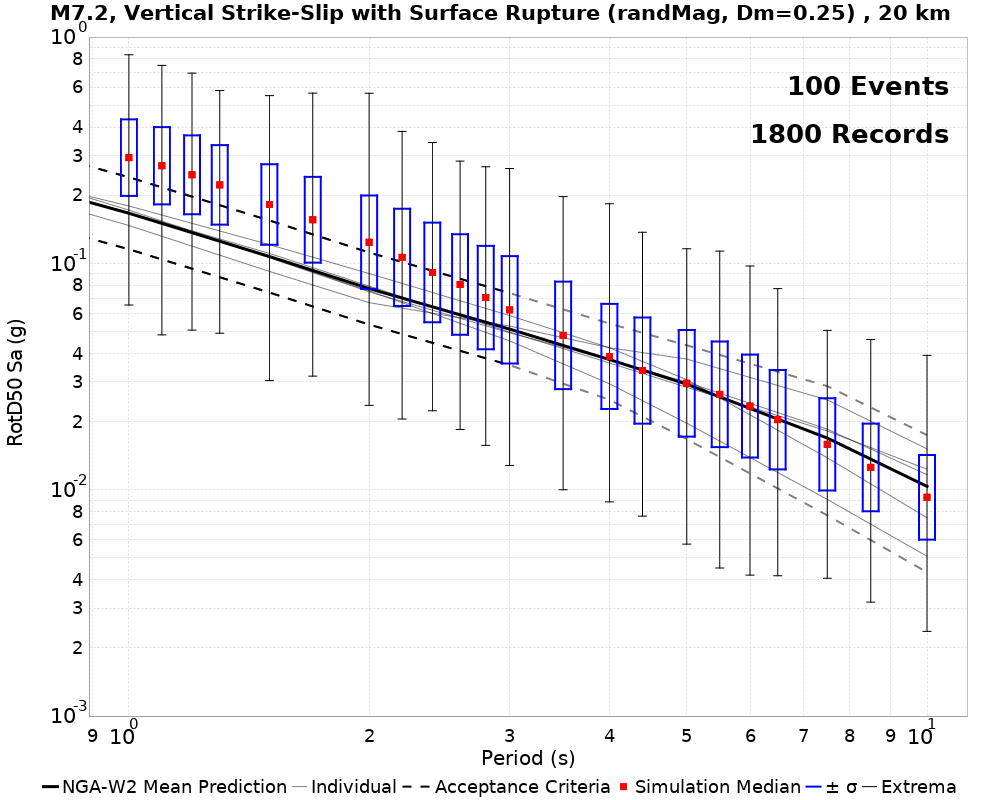 M7.2, Vertical Strike-Slip with Surface Rupture (randMag, Dm=0.25) , 20 km
100 Events
1800 Records
RotD50 Sa (g)
10^0
8
6
4
3
2
10^-1
8
6
4
3
2
10^-2
8
6
4
3
2
10^-3
9 10^0 2 3 4 5 6 7 8 9 10^1
Period (s)
NGA-W2 Mean Prediction Individual Acceptance Criteria Simulation Median ± σ Extrema